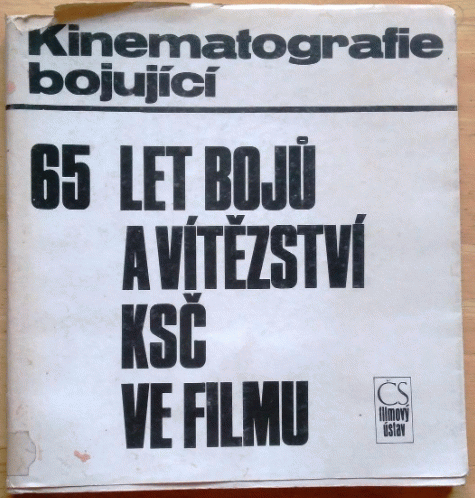 Kinematografie
bojující
65 LET BOJŮ
A VÍTĚZSTVÍ
KSČ
VE FILMU
ČS
filmový
ústav